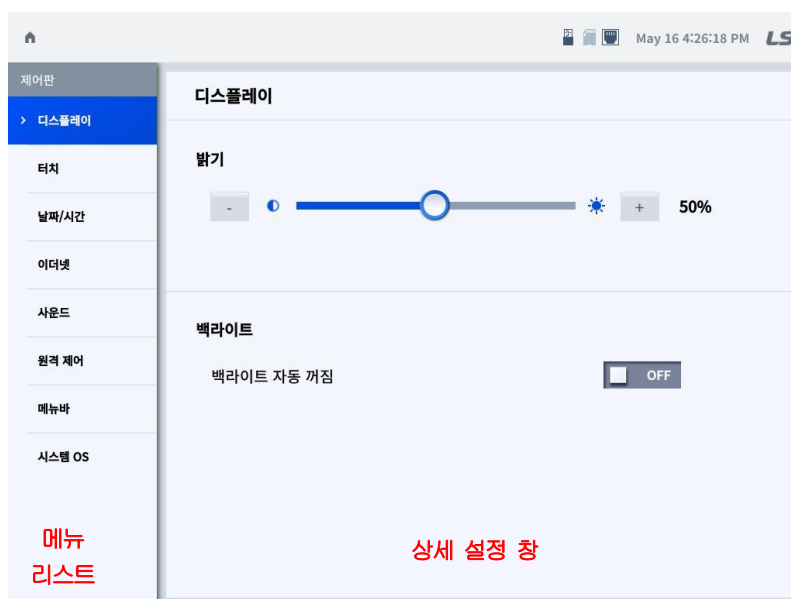 May 16 4:26:18 PM
LS
제어판
디스플레이
> 디스플레이
밝기
터치
날짜/시간
- + 50%
이더넷
사운드
백라이트
원격 제어
백라이트 자동 꺼짐 OFF
메뉴바
시스템 OS
메뉴
리스트
상세 설정 창